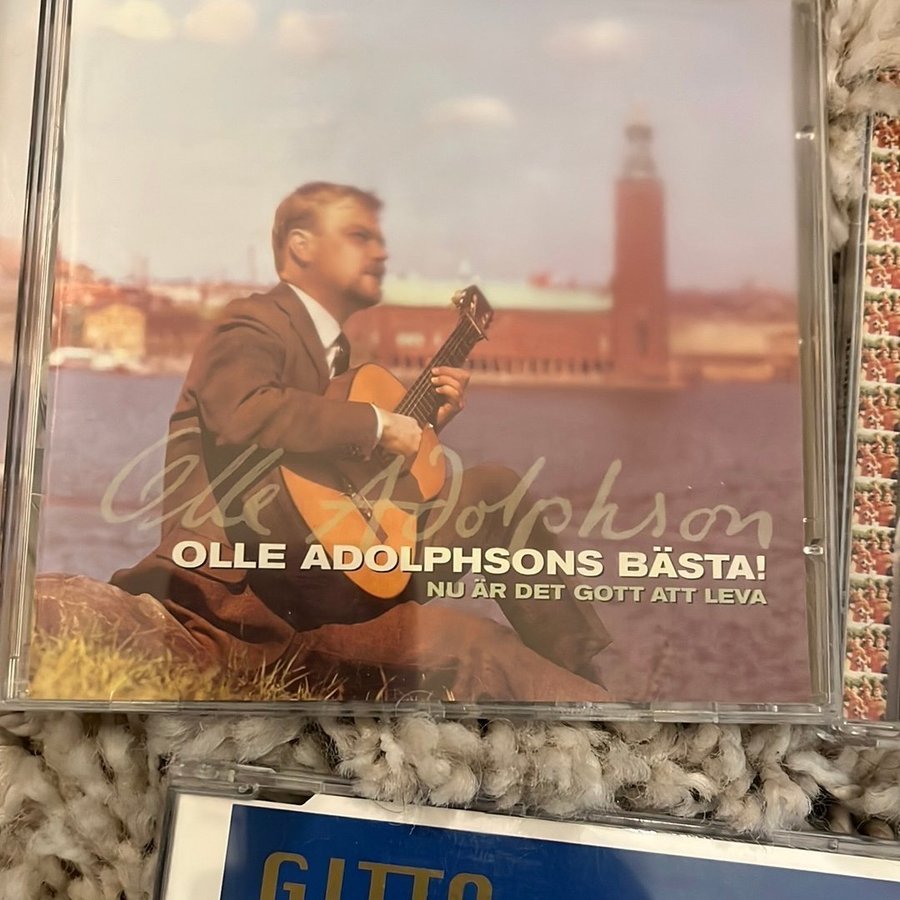 Olle Adolphson
OLLE ADOLPHSONS BÄSTA!
NU ÄR DET GOTT ATT LEVA